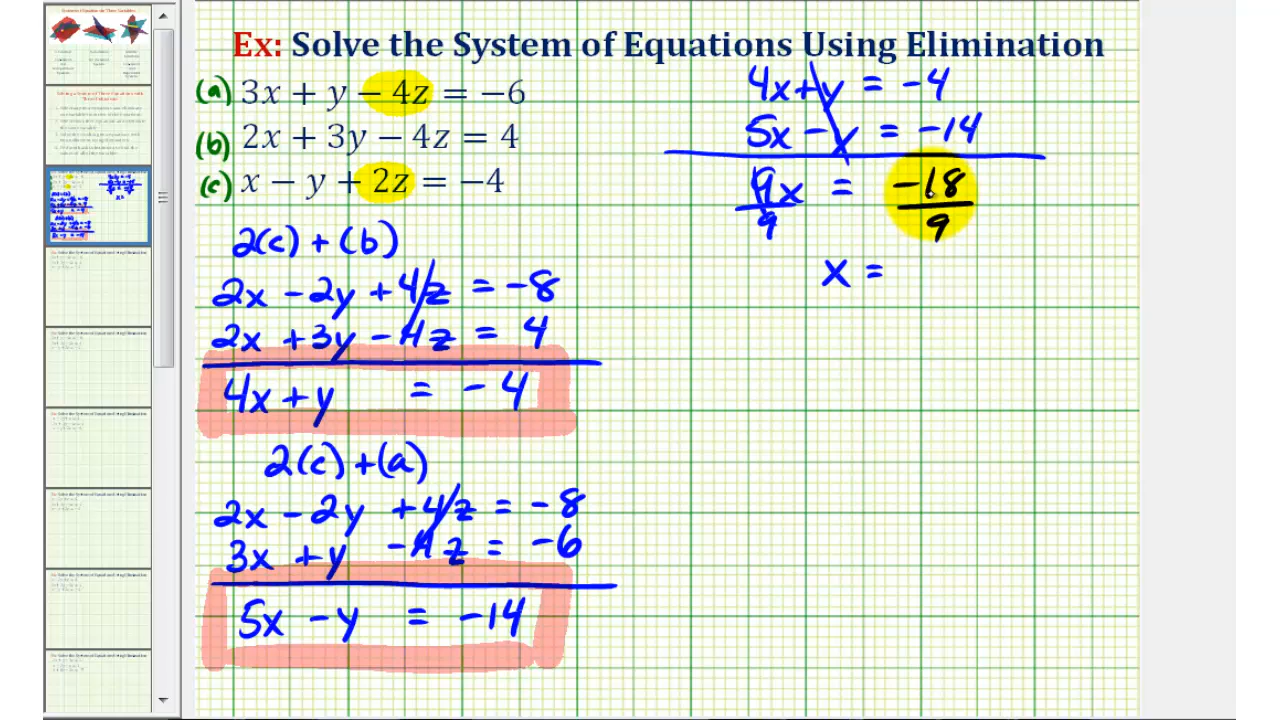 Ex: Solve the System of Equations Using Elimination
(a) 3x + y − 4z = −6
(b) 2x + 3y − 4z = 4
(c) x − y + 2z = −4
2(c) + (b)
2x − 2y + 4z = −8
2x + 3y − 4z = 4
4x + y = − 4
2(c) + (a)
2x − 2y + 4z = −8
3x + y − 4z = −6
5x − y = −14
4x + y = −4
5x − y = −14
9x = −18
9 9
x =